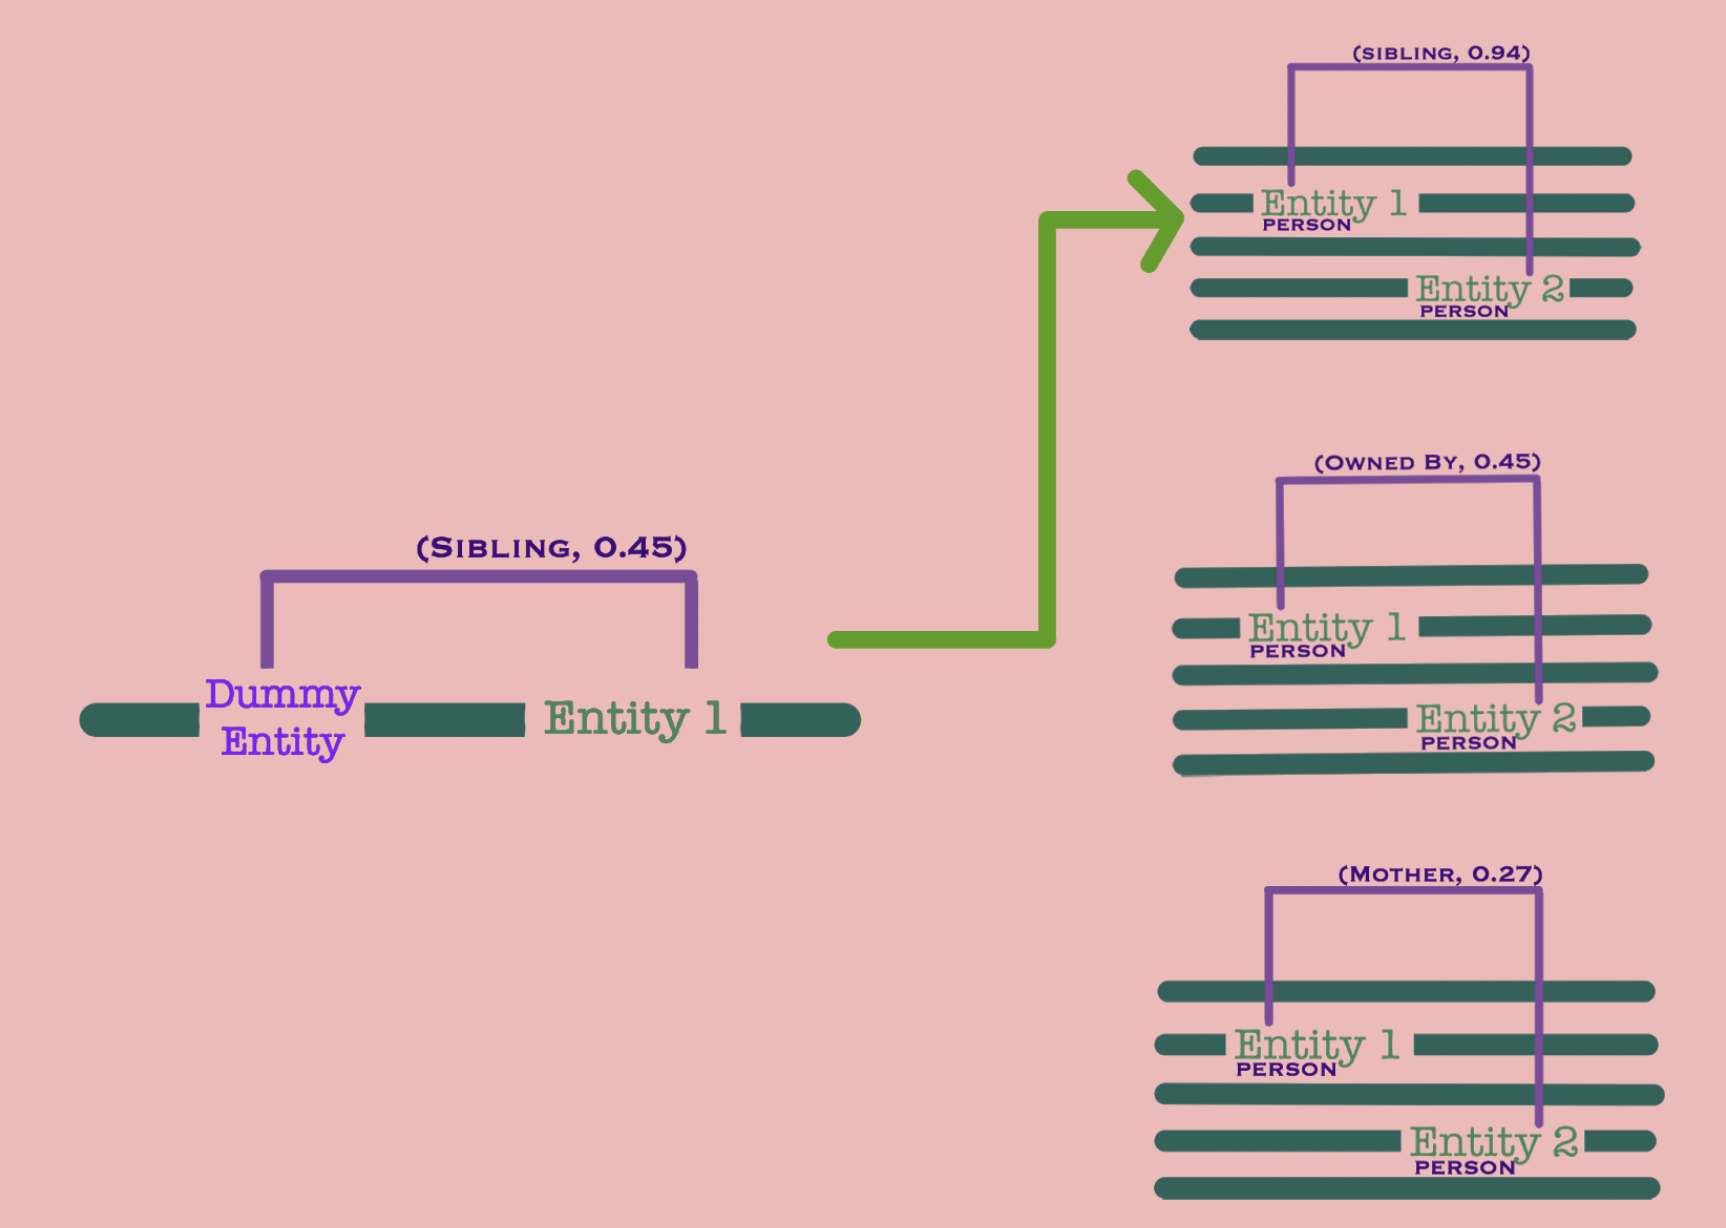 (Sibling, 0.45)
Dummy
Entity
Entity 1
(sibling, 0.94)
Entity 1
PERSON
Entity 2
PERSON
(Owned By, 0.45)
Entity 1
PERSON
Entity 2
PERSON
(Mother, 0.27)
Entity 1
PERSON
Entity 2
PERSON